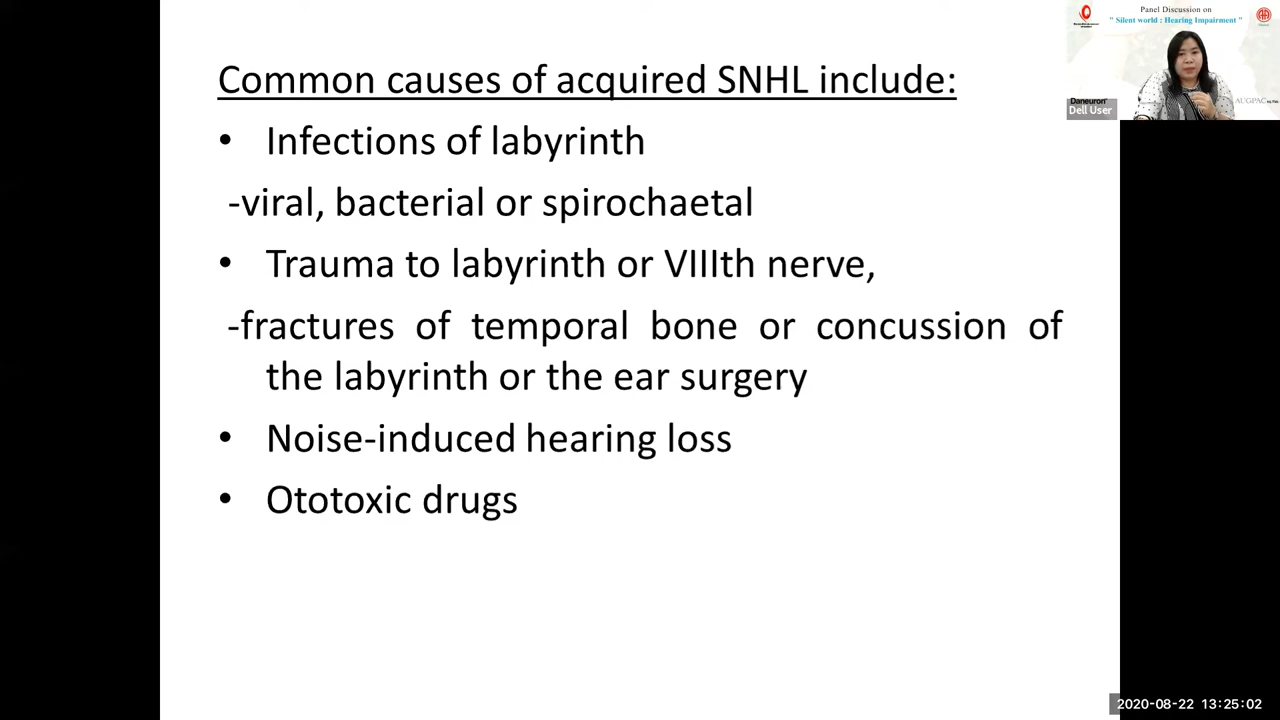 Common causes of acquired SNHL include:
• Infections of labyrinth
-viral, bacterial or spirochaetal
• Trauma to labyrinth or VIIIth nerve,
-fractures of temporal bone or concussion of
the labyrinth or the ear surgery
• Noise-induced hearing loss
• Ototoxic drugs
Panel Discussion on
" Silent world : Hearing Impairment "
Daneuron
Dell User
AUGPAC
2020-08-22 13:25:02